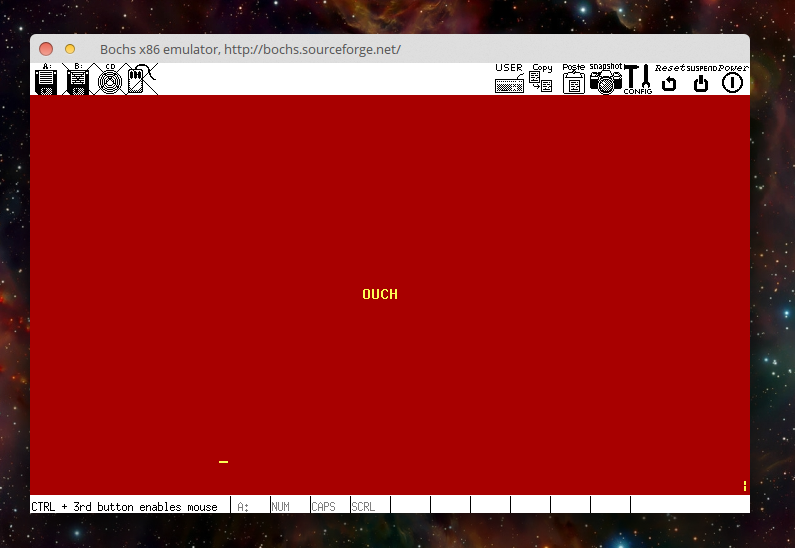 Bochs x86 emulator, http://bochs.sourceforge.net/
A: B: CD USER Copy Paste snapshot CONFIG Reset SUSPEND Power
OUCH
CTRL + 3rd button enables mouse A: NUM CAPS SCRL